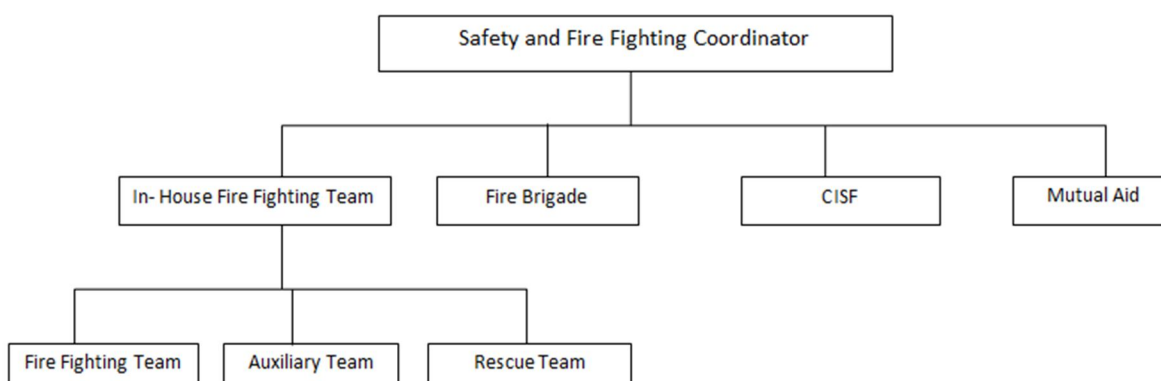 Safety and Fire Fighting Coordinator
In- House Fire Fighting Team
Fire Brigade
CISF
Mutual Aid
Fire Fighting Team
Auxiliary Team
Rescue Team